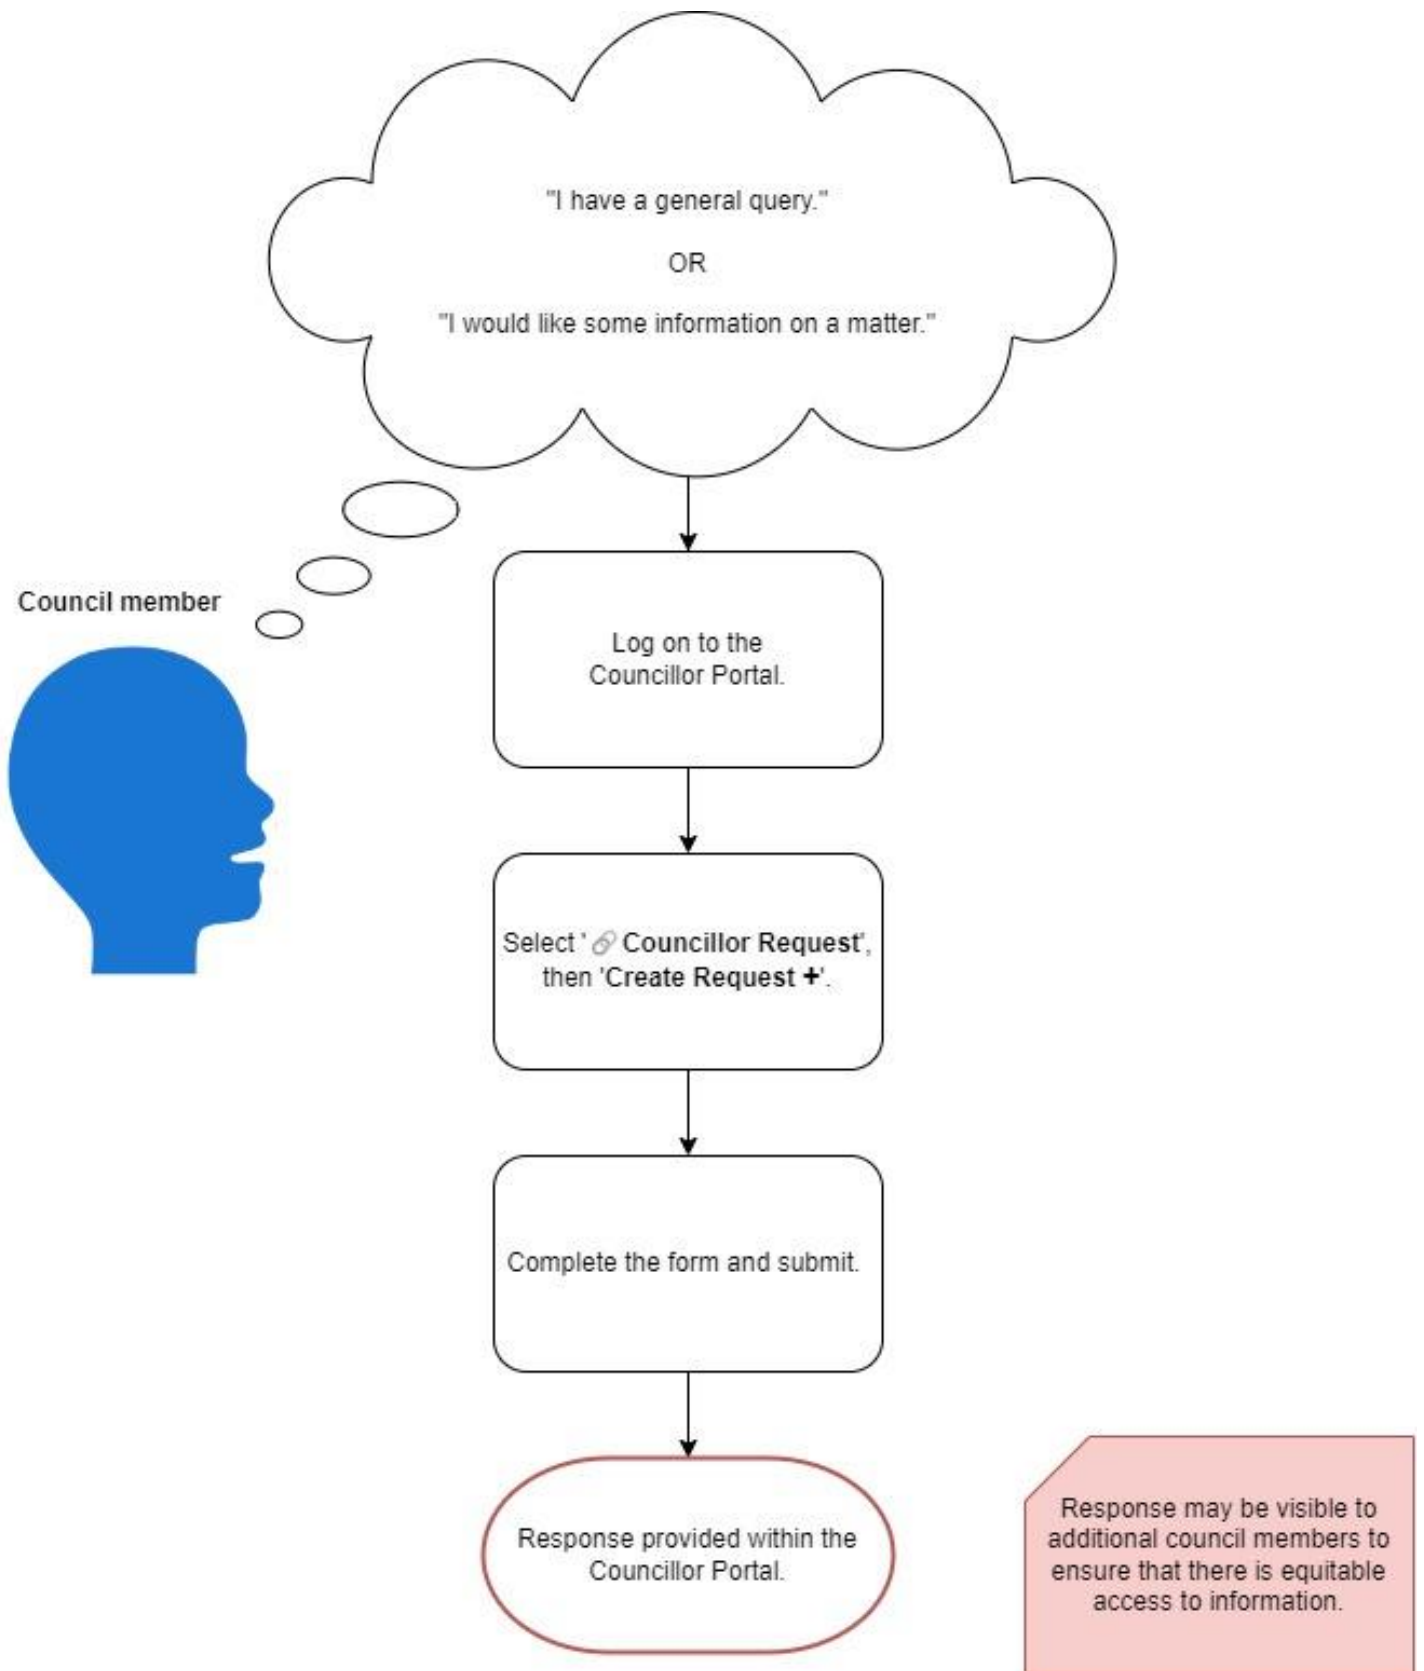 "I have a general query."
OR
"I would like some information on a matter."
Council member
Log on to the
Councillor Portal.
Select ' 🔗 Councillor Request',
then 'Create Request +'.
Complete the form and submit.
Response provided within the
Councillor Portal.
Response may be visible to
additional council members to
ensure that there is equitable
access to information.